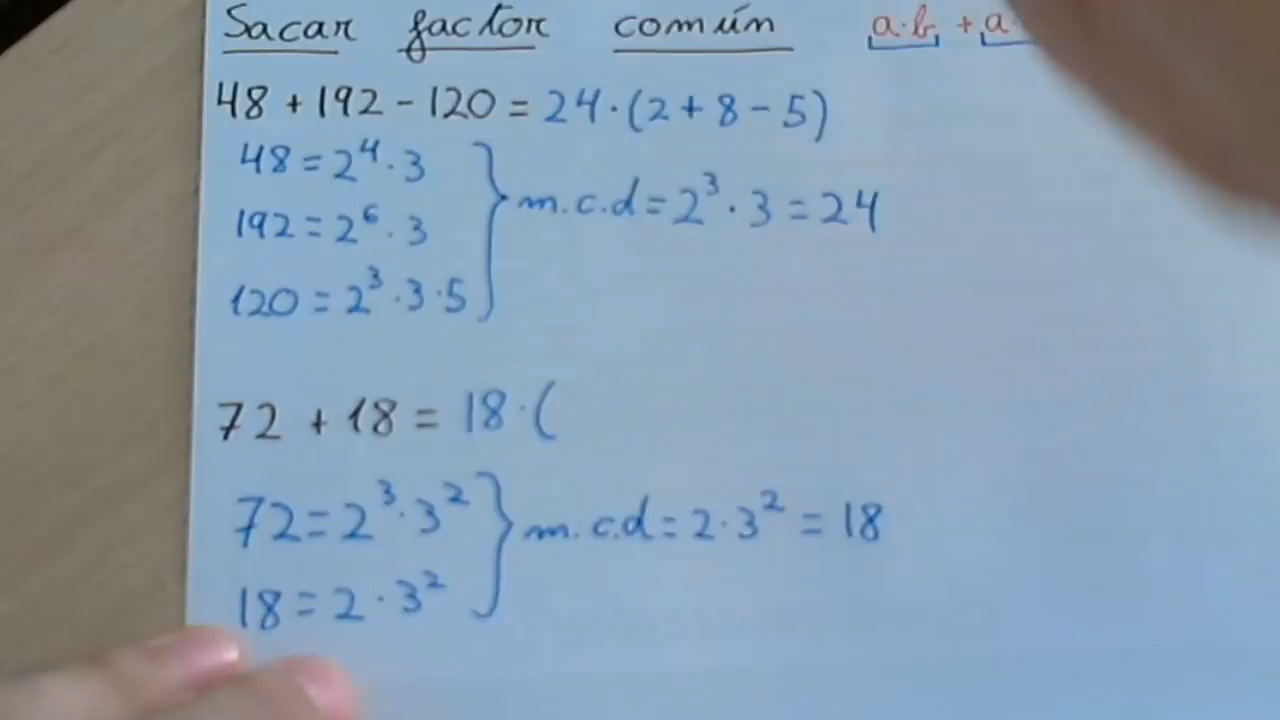 Sacar factor común a·b + a·
48 + 192 - 120 = 24·(2 + 8 - 5)
48 = 2⁴·3
192 = 2⁶·3
120 = 2³·3·5
m.c.d = 2³·3 = 24
72 + 18 = 18·(
72 = 2³·3²
18 = 2·3²
m.c.d = 2·3² = 18